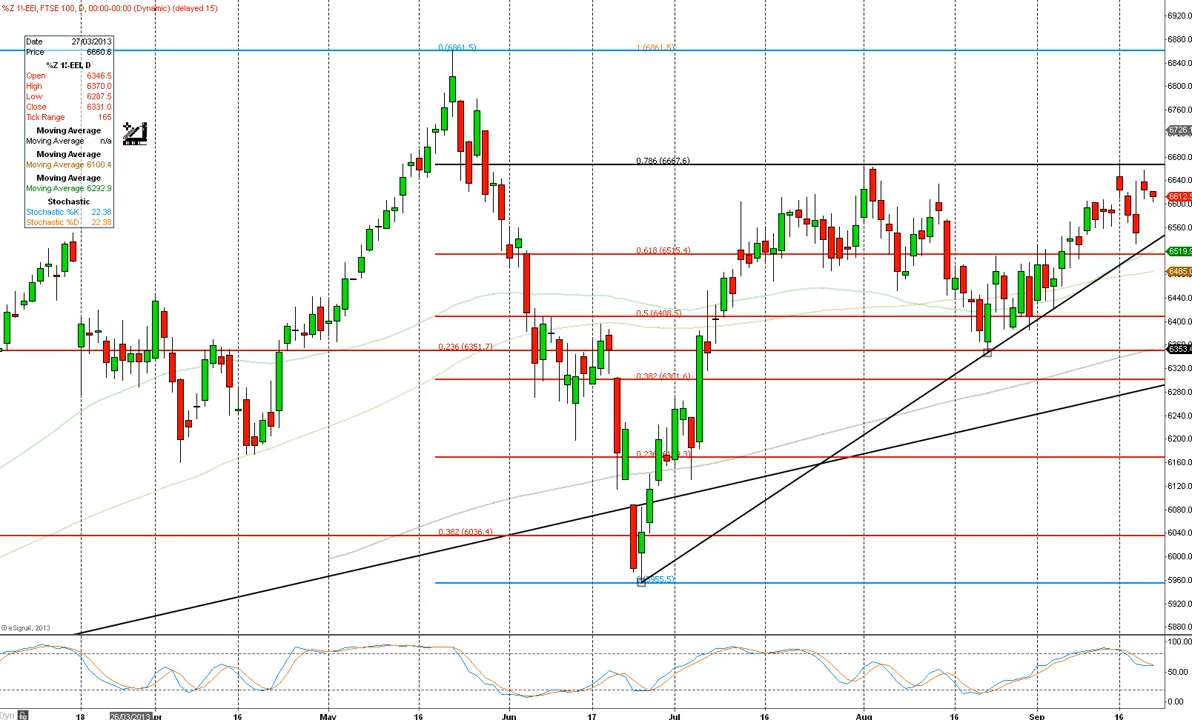 %Z 1!-EEI, FTSE 100, D, 00:00-00:00 (Dynamic) (delayed 15)
Date 27/03/2013
Price 6660.6
%Z 1!-EEI, D
Open 6346.5
High 6370.0
Low 6287.5
Close 6331.0
Tick Range 165
Moving Average
Moving Average n/a
Moving Average
Moving Average 6100.4
Moving Average
Moving Average 6292.9
Stochastic
Stochastic %K 22.38
Stochastic %D 22.38
0 (6861.5)
1 (6861.5)
0.786 (6667.6)
0.618 (6515.4)
0.5 (6408.5)
0.236 (6351.7)
0.382 (6301.6)
0.382 (6036.4)
6920.0
6880.0
6840.0
6800.0
6760.0
6726.
6680.0
6640.0
6612.
6600.0
6560.0
6519.
6485.
6440.0
6400.0
6353.
6320.0
6280.0
6240.0
6200.0
6160.0
6120.0
6080.0
6040.0
6000.0
5960.0
5920.0
5880.0
100.00
50.00
0.00
© eSignal, 2013
Dyn 18 26/03/2013 pr 16 May 16 Jun 17 Jul 16 Aug 16 Sep 16